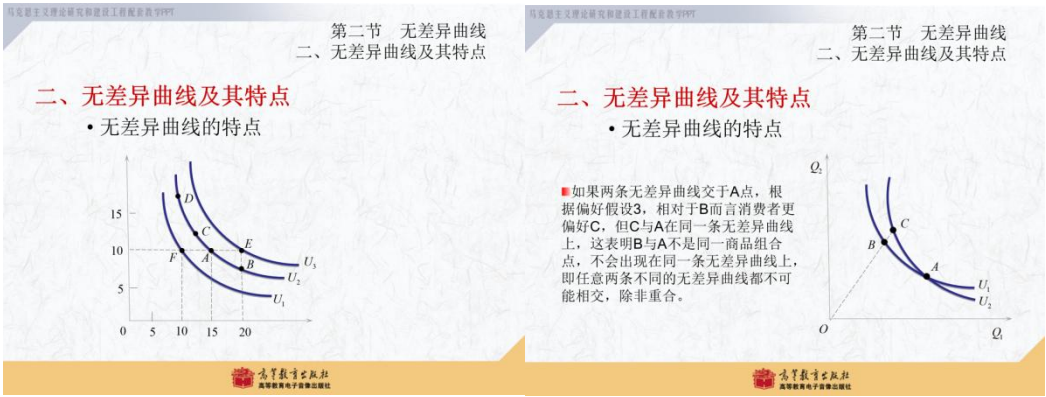 马克思主义理论研究和建设工程配套教学PPT
第二节 无差异曲线
二、无差异曲线及其特点
二、无差异曲线及其特点
• 无差异曲线的特点
D
15
C
E
10
F
A
B
U3
U2
5
U1
0 5 10 15 20
高等教育出版社
高等教育电子音像出版社
马克思主义理论研究和建设工程配套教学PPT
第二节 无差异曲线
二、无差异曲线及其特点
二、无差异曲线及其特点
• 无差异曲线的特点
如果两条无差异曲线交于A点，根
据偏好假设3，相对于B而言消费者更
偏好C，但C与A在同一条无差异曲线
上，这表明B与A不是同一商品组合
点，不会出现在同一条无差异曲线上，
即任意两条不同的无差异曲线都不可
能相交，除非重合。
Q2
C
B
A
U1
U2
O
Q1
高等教育出版社
高等教育电子音像出版社